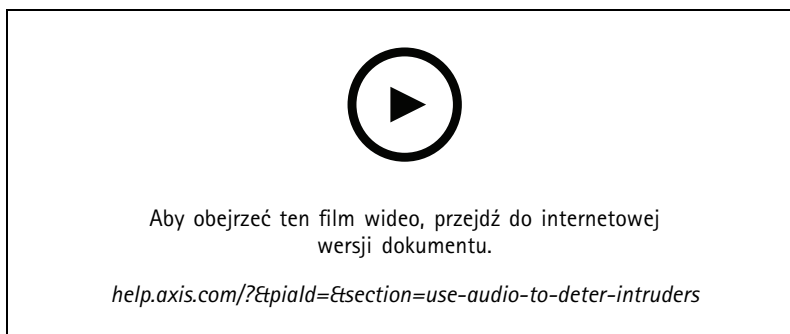 Aby obejrzeć ten film wideo, przejdź do internetowej
wersji dokumentu.
help.axis.com/?&piaId=&section=use-audio-to-deter-intruders